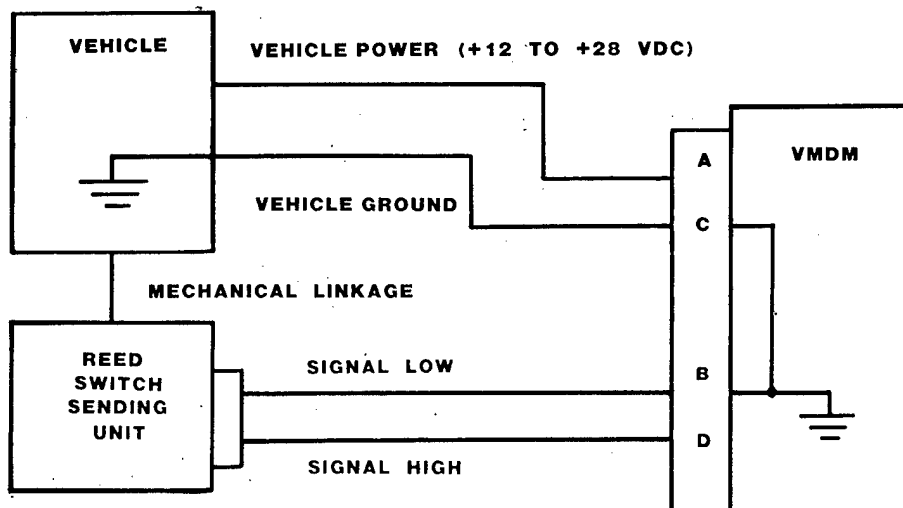 VEHICLE
VEHICLE POWER (+12 TO +28 VDC)
A
VMDM
VEHICLE GROUND
C
MECHANICAL LINKAGE
REED
SWITCH
SENDING
UNIT
SIGNAL LOW
B
D
SIGNAL HIGH